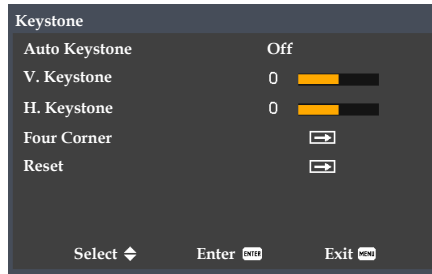 Keystone
Auto Keystone Off
V. Keystone 0
H. Keystone 0
Four Corner
Reset
Select Enter ENTER Exit MENU